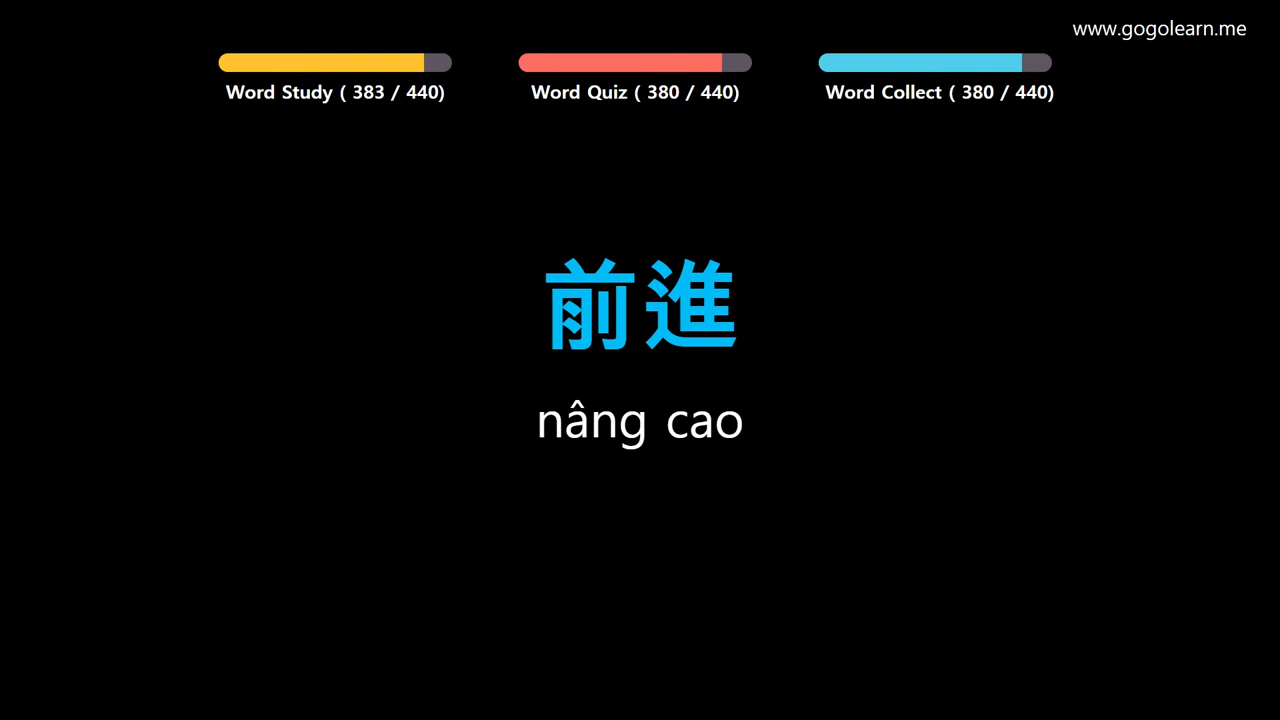 www.gogolearn.me
Word Study ( 383 / 440)
Word Quiz ( 380 / 440)
Word Collect ( 380 / 440)
前進
nâng cao